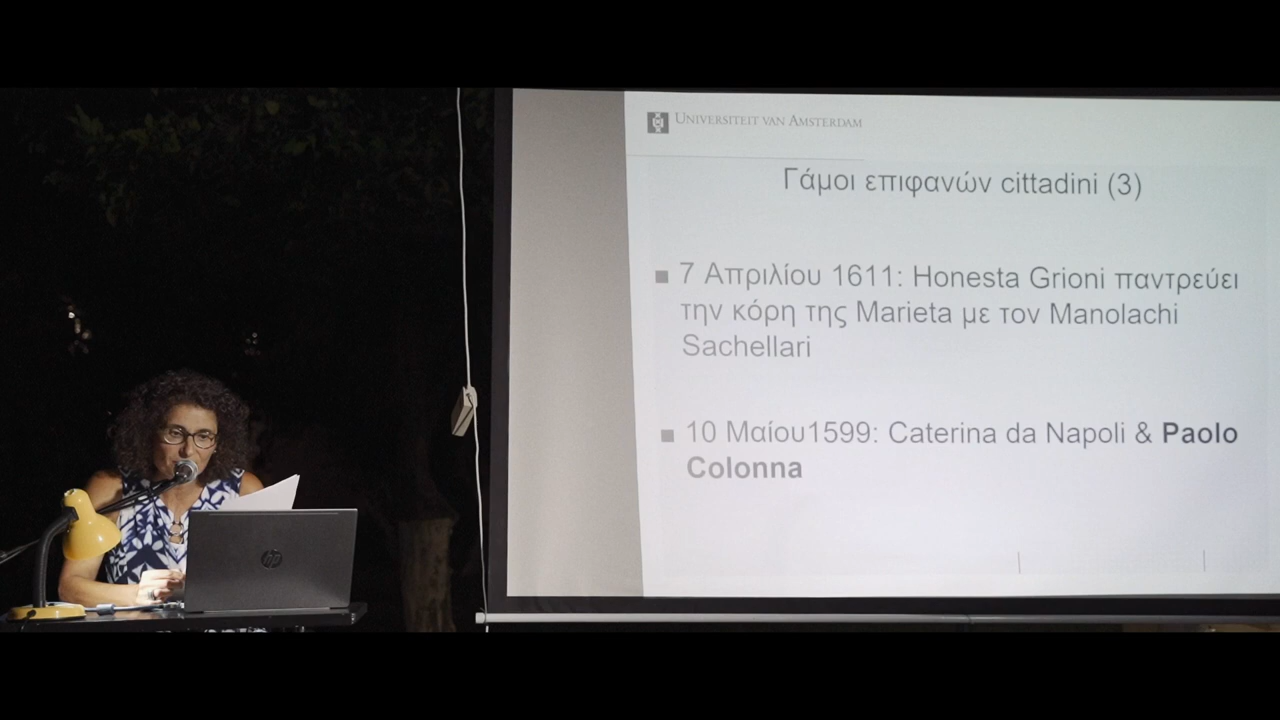 UNIVERSITEIT VAN AMSTERDAM
Γάμοι επιφανών cittadini (3)
7 Απριλίου 1611: Honesta Grioni παντρεύει
την κόρη της Marieta με τον Manolachi
Sachellari
10 Μαίου1599: Caterina da Napoli & Paolo
Colonna
hp